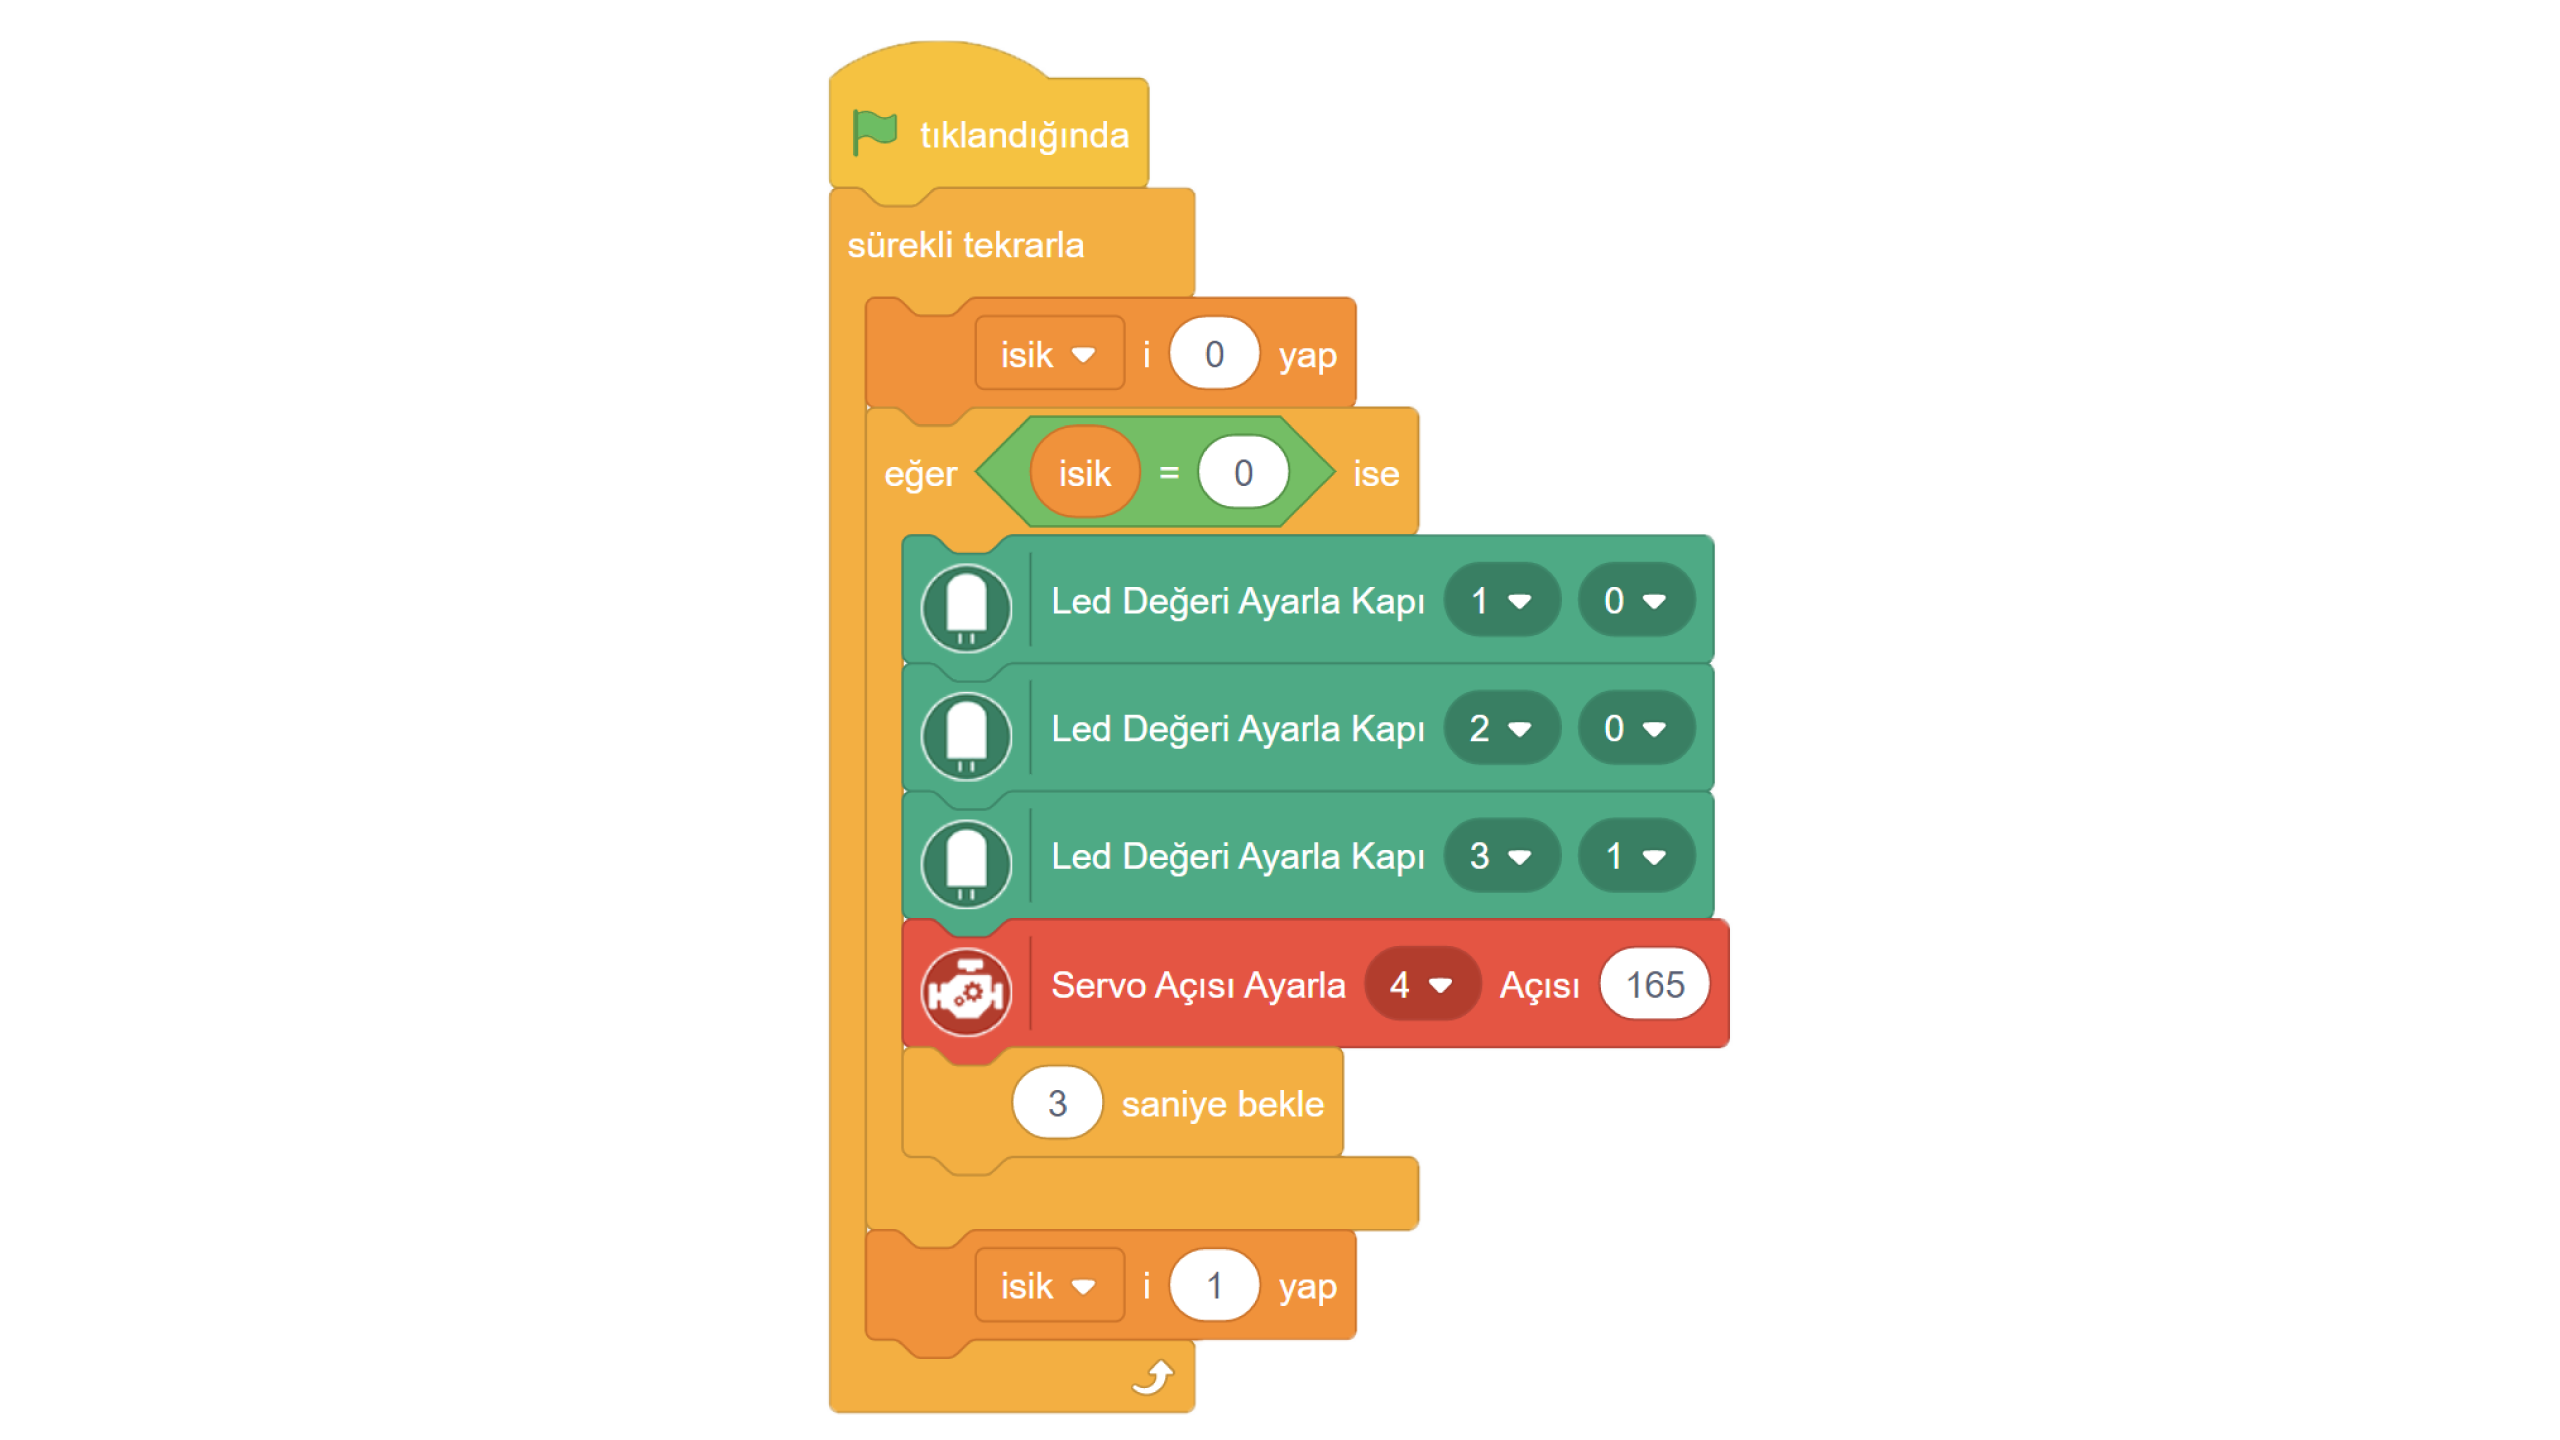 tıklandığında
sürekli tekrarla
isik i 0 yap
eğer isik = 0 ise
Led Değeri Ayarla Kapı 1 0
Led Değeri Ayarla Kapı 2 0
Led Değeri Ayarla Kapı 3 1
Servo Açısı Ayarla 4 Açısı 165
3 saniye bekle
isik i 1 yap